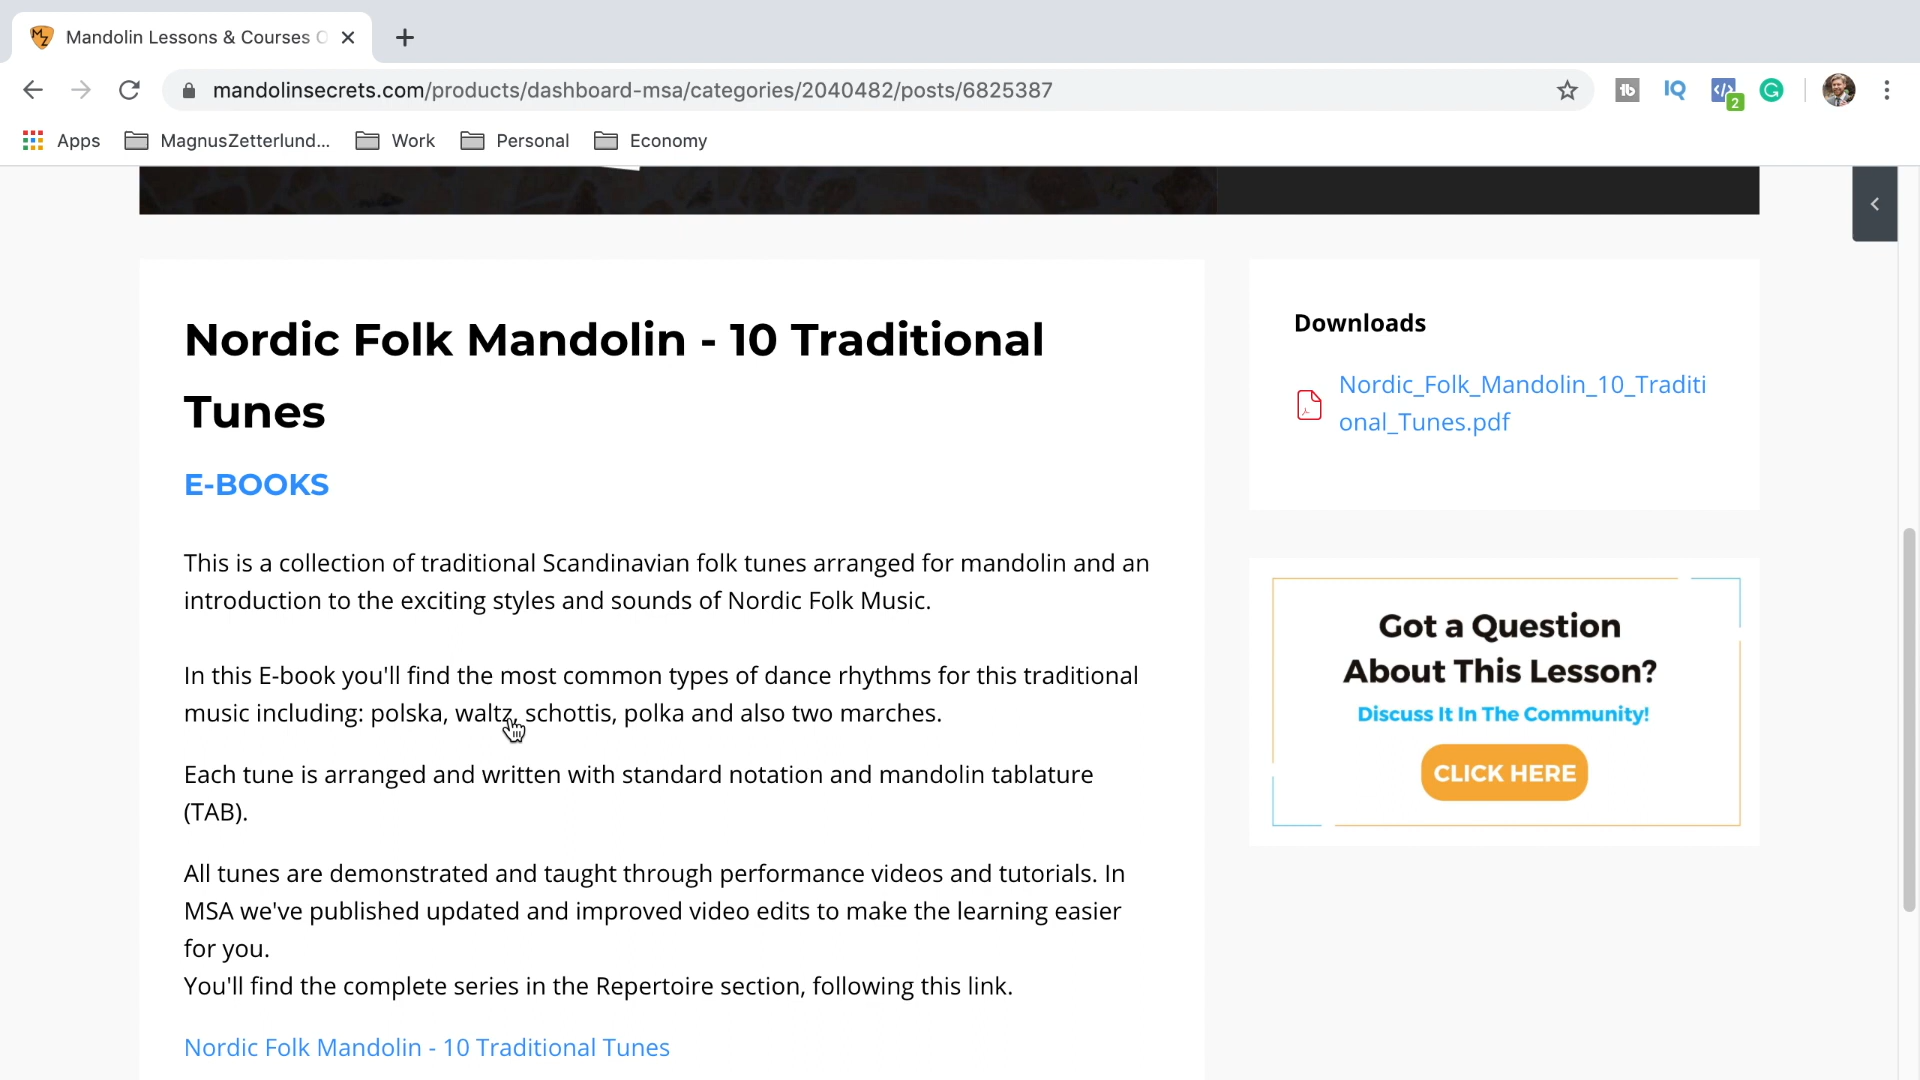 Mandolin Lessons & Courses O
mandolinsecrets.com/products/dashboard-msa/categories/2040482/posts/6825387
tb
IQ
2
Apps
MagnusZetterlund...
Work
Personal
Economy
Nordic Folk Mandolin - 10 Traditional
Tunes
E-BOOKS
This is a collection of traditional Scandinavian folk tunes arranged for mandolin and an
introduction to the exciting styles and sounds of Nordic Folk Music.
In this E-book you'll find the most common types of dance rhythms for this traditional
music including: polska, waltz, schottis, polka and also two marches.
Each tune is arranged and written with standard notation and mandolin tablature
(TAB).
All tunes are demonstrated and taught through performance videos and tutorials. In
MSA we've published updated and improved video edits to make the learning easier
for you.
You'll find the complete series in the Repertoire section, following this link.
Nordic Folk Mandolin - 10 Traditional Tunes
Downloads
Nordic_Folk_Mandolin_10_Traditi
onal_Tunes.pdf
Got a Question
About This Lesson?
Discuss It In The Community!
CLICK HERE